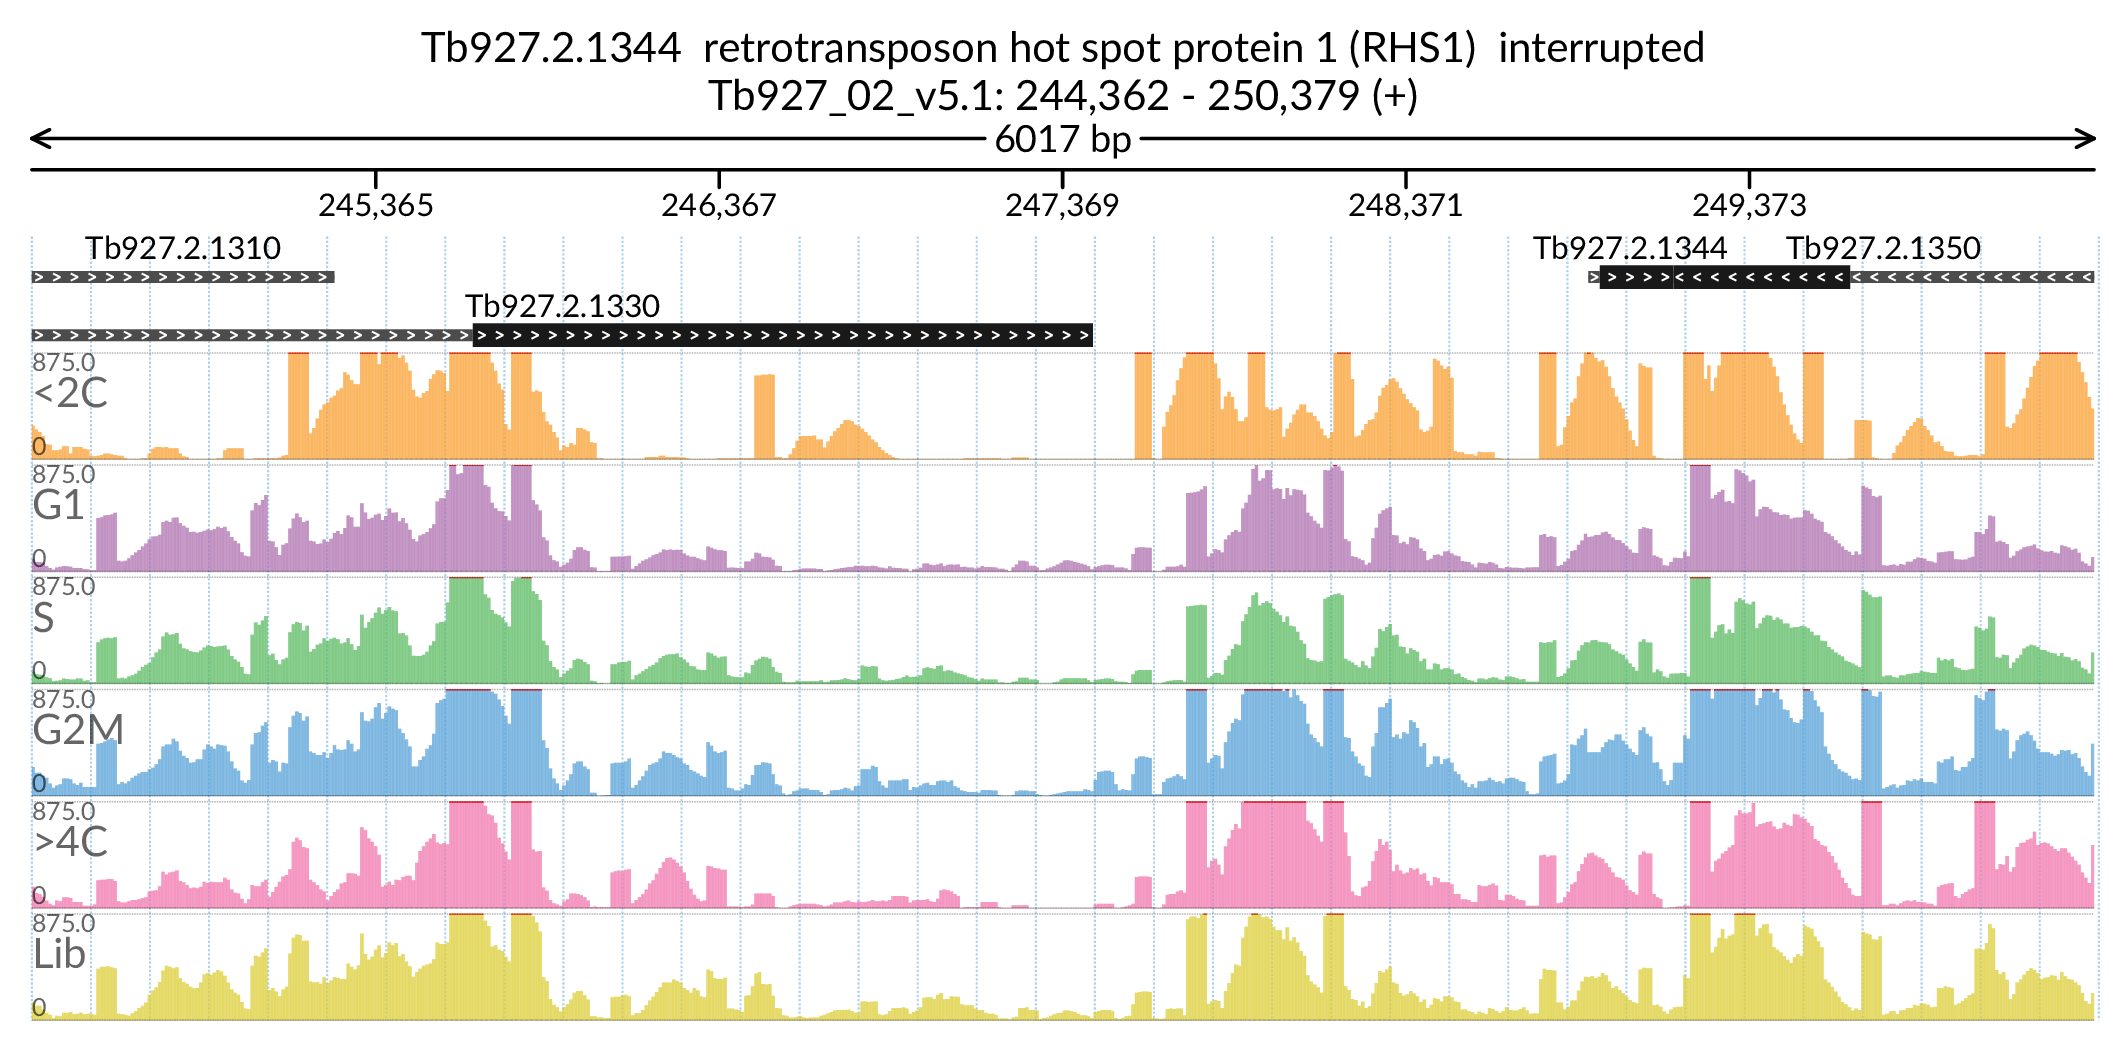 Tb927.2.1344 retrotransposon hot spot protein 1 (RHS1) interrupted
Tb927_02_v5.1: 244,362 - 250,379 (+)
6017 bp
245,365 246,367 247,369 248,371 249,373
Tb927.2.1310 Tb927.2.1344 Tb927.2.1350
Tb927.2.1330
875.0
<2C
0
875.0
G1
0
875.0
S
0
875.0
G2M
0
875.0
>4C
0
875.0
Lib
0